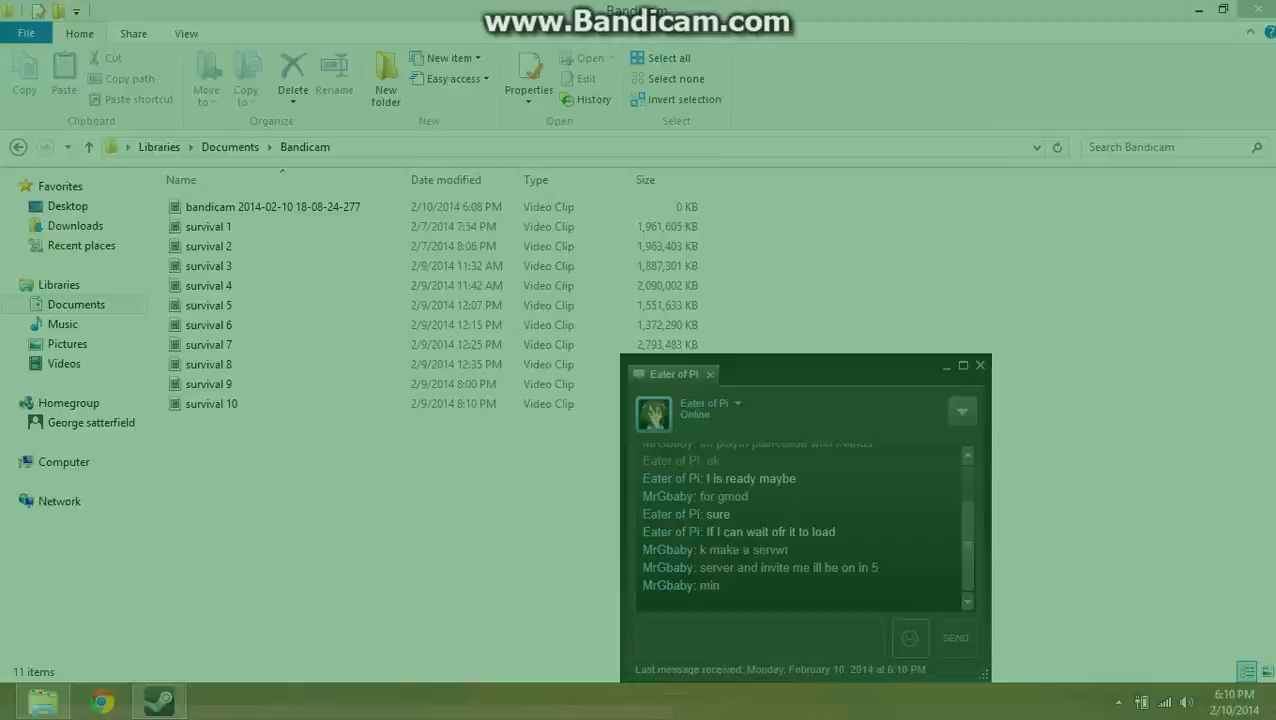 Bandicam
www.Bandicam.com
File Home Share View
Copy
Paste
Cut
Copy path
Paste shortcut
Clipboard
Move to
Copy to
Delete
Rename
Organize
New folder
New item
Easy access
New
Properties
Open
Edit
History
Open
Select all
Select none
Invert selection
Select
Libraries Documents Bandicam
Search Bandicam
Name Date modified Type Size
Favorites
Desktop
Downloads
Recent places
Libraries
Documents
Music
Pictures
Videos
Homegroup
George satterfield
Computer
Network
bandicam 2014-02-10 18-08-24-277 2/10/2014 6:08 PM Video Clip 0 KB
survival 1 2/7/2014 7:54 PM Video Clip 1,961,605 KB
survival 2 2/7/2014 8:06 PM Video Clip 1,963,403 KB
survival 3 2/9/2014 11:32 AM Video Clip 1,887,301 KB
survival 4 2/9/2014 11:42 AM Video Clip 2,090,002 KB
survival 5 2/9/2014 12:07 PM Video Clip 1,551,633 KB
survival 6 2/9/2014 12:15 PM Video Clip 1,372,290 KB
survival 7 2/9/2014 12:25 PM Video Clip 2,793,483 KB
survival 8 2/9/2014 12:35 PM Video Clip
survival 9 2/9/2014 8:00 PM Video Clip
survival 10 2/9/2014 8:10 PM Video Clip
Eater of Pi
Eater of Pi
Online
Eater of Pi: ok
Eater of Pi: I is ready maybe
MrGbaby: for gmod
Eater of Pi: sure
Eater of Pi: If I can wait ofr it to load
MrGbaby: k make a servwr
MrGbaby: server and invite me ill be on in 5
MrGbaby: min
SEND
Last message received: Monday, February 10, 2014 at 6:10 PM
11 items
6:10 PM
2/10/2014